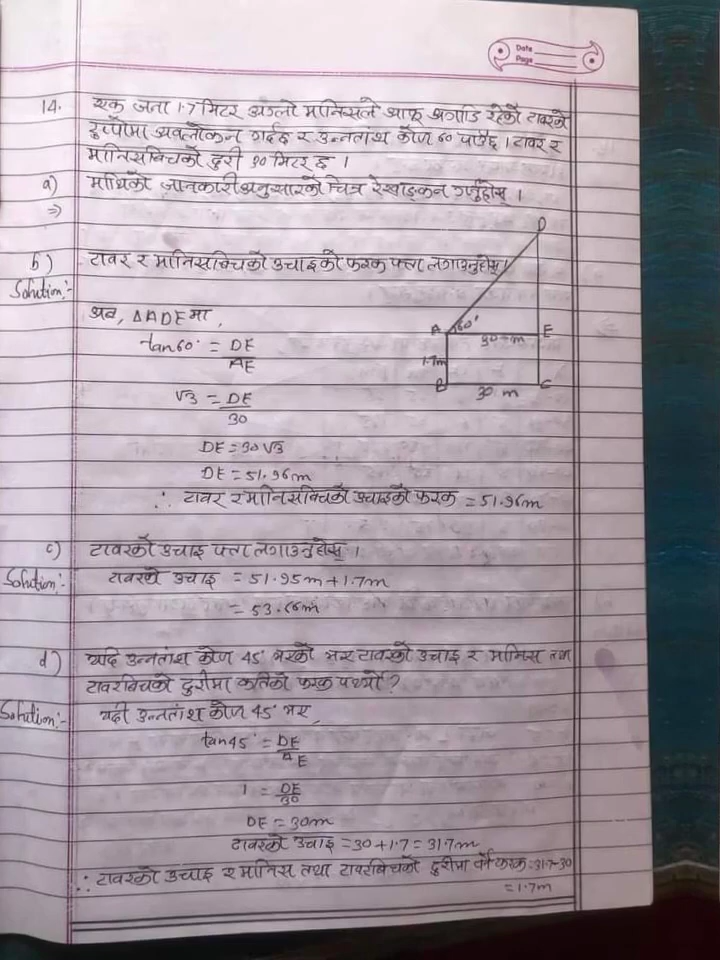 Date
Page
14. एक जना 1.7 मिटर अग्लो मानिसले आफू अगाडि रहेको टावरको
टुप्पोमा अवलोकन गर्दछ र उन्नतांश कोण 60° पाउँछ । टावर र
मानिसबिचको दुरी 30 मिटर छ ।
a) माथिको जानकारी अनुसारको चित्र रेखाङ्कन गर्नुहोस् ।
⇒
D
b) टावर र मानिसबिचको उचाइको फरक पत्ता लगाउनुहोस् ।
Solution:-
अब, ΔADE मा,
A 60° E
30 m
1.7m
B 30 m C
tan60° = DE
AE
√3 = DE
30
DE = 30√3
DE = 51.96m
∴ टावर र मानिसबिचको उचाइको फरक = 51.96m
c) टावरको उचाइ पत्ता लगाउनुहोस् ।
Solution:- टावरको उचाइ = 51.95m + 1.7m
= 53.66m
d) यदि उन्नतांश कोण 45° भएको भए टावरको उचाइ र मानिस तथा
टावरबिचको दुरीमा कतिको फरक पर्थ्यो ?
Solution:- यदी उन्नतांश कोण 45° भए,
tan45° = DE
AE
1 = DE
30
DE = 30m
टावरको उचाइ = 30 + 1.7 = 31.7m
∴ टावरको उचाइ र मानिस तथा टावरबिचको दुरीमा फरक = 31.7-30
= 1.7m